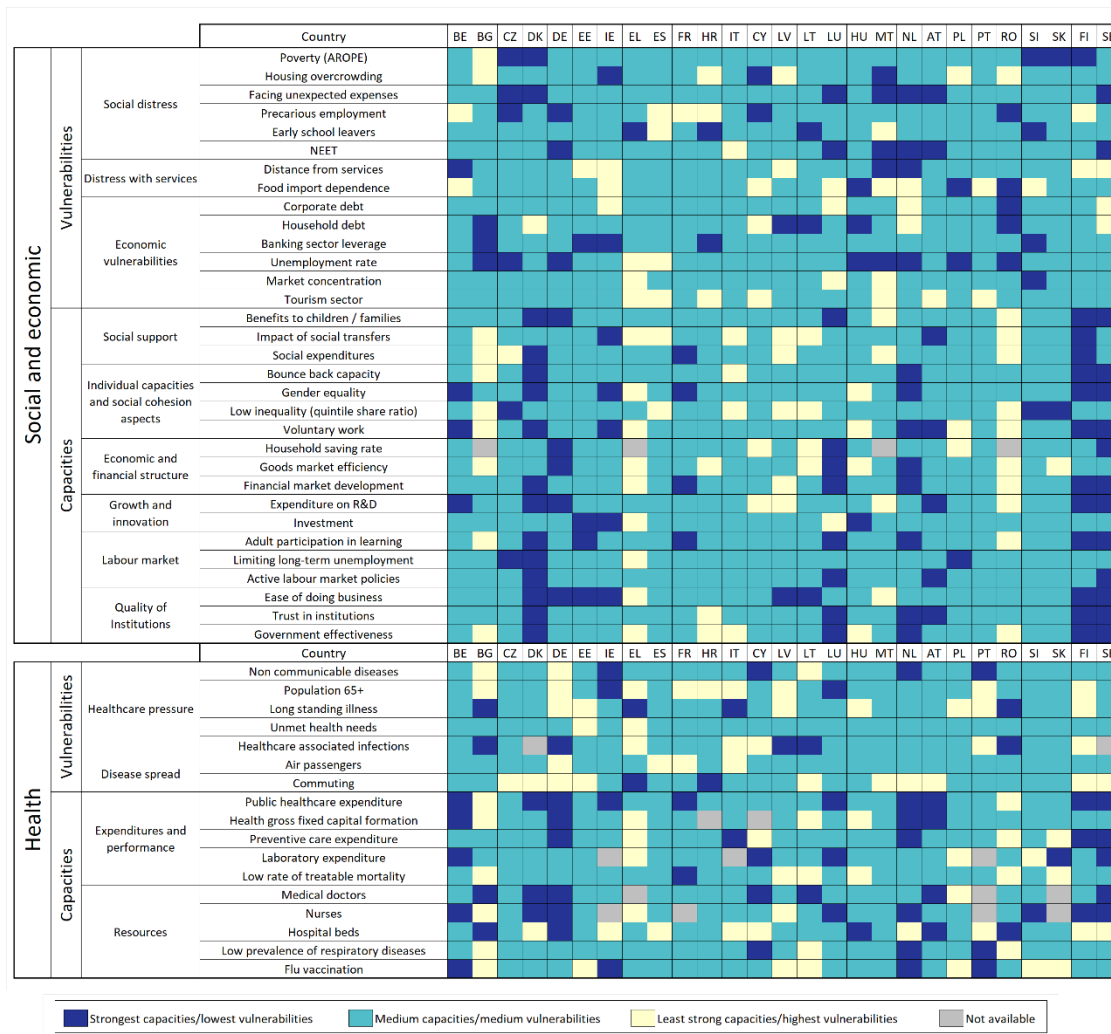 Country BE BG CZ DK DE EE IE EL ES FR HR IT CY LV LT LU HU MT NL AT PL PT RO SI SK FI SE
Social and economic
Vulnerabilities
Social distress
Poverty (AROPE)
Housing overcrowding
Facing unexpected expenses
Precarious employment
Early school leavers
NEET
Distress with services
Distance from services
Food import dependence
Economic
vulnerabilities
Corporate debt
Household debt
Banking sector leverage
Unemployment rate
Market concentration
Tourism sector
Capacities
Social support
Benefits to children / families
Impact of social transfers
Social expenditures
Individual capacities
and social cohesion
aspects
Bounce back capacity
Gender equality
Low inequality (quintile share ratio)
Voluntary work
Economic and
financial structure
Household saving rate
Goods market efficiency
Financial market development
Growth and
innovation
Expenditure on R&D
Investment
Labour market
Adult participation in learning
Limiting long-term unemployment
Active labour market policies
Quality of
Institutions
Ease of doing business
Trust in institutions
Government effectiveness
Country BE BG CZ DK DE EE IE EL ES FR HR IT CY LV LT LU HU MT NL AT PL PT RO SI SK FI SE
Health
Vulnerabilities
Healthcare pressure
Non communicable diseases
Population 65+
Long standing illness
Unmet health needs
Disease spread
Healthcare associated infections
Air passengers
Commuting
Capacities
Expenditures and
performance
Public healthcare expenditure
Health gross fixed capital formation
Preventive care expenditure
Laboratory expenditure
Low rate of treatable mortality
Resources
Medical doctors
Nurses
Hospital beds
Low prevalence of respiratory diseases
Flu vaccination
Strongest capacities/lowest vulnerabilities
Medium capacities/medium vulnerabilities
Least strong capacities/highest vulnerabilities
Not available